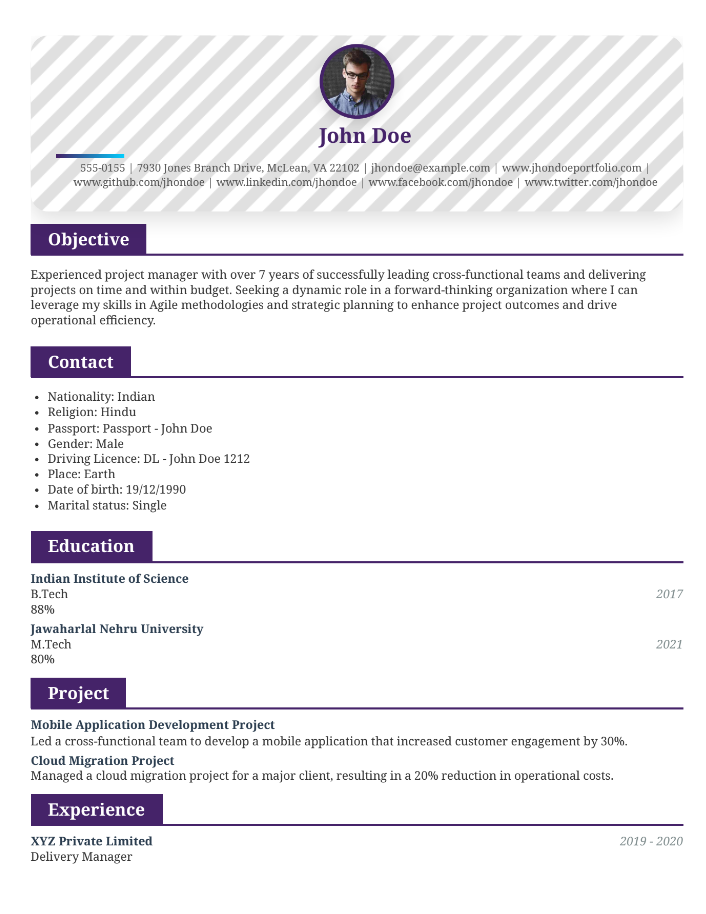 John Doe
555-0155 | 7930 Jones Branch Drive, McLean, VA 22102 | jhondoe@example.com | www.jhondoeportfolio.com |
www.github.com/jhondoe | www.linkedin.com/jhondoe | www.facebook.com/jhondoe | www.twitter.com/jhondoe
Objective
Experienced project manager with over 7 years of successfully leading cross-functional teams and delivering
projects on time and within budget. Seeking a dynamic role in a forward-thinking organization where I can
leverage my skills in Agile methodologies and strategic planning to enhance project outcomes and drive
operational efficiency.
Contact
• Nationality: Indian
• Religion: Hindu
• Passport: Passport - John Doe
• Gender: Male
• Driving Licence: DL - John Doe 1212
• Place: Earth
• Date of birth: 19/12/1990
• Marital status: Single
Education
Indian Institute of Science
B.Tech 2017
88%
Jawaharlal Nehru University
M.Tech 2021
80%
Project
Mobile Application Development Project
Led a cross-functional team to develop a mobile application that increased customer engagement by 30%.
Cloud Migration Project
Managed a cloud migration project for a major client, resulting in a 20% reduction in operational costs.
Experience
XYZ Private Limited 2019 - 2020
Delivery Manager